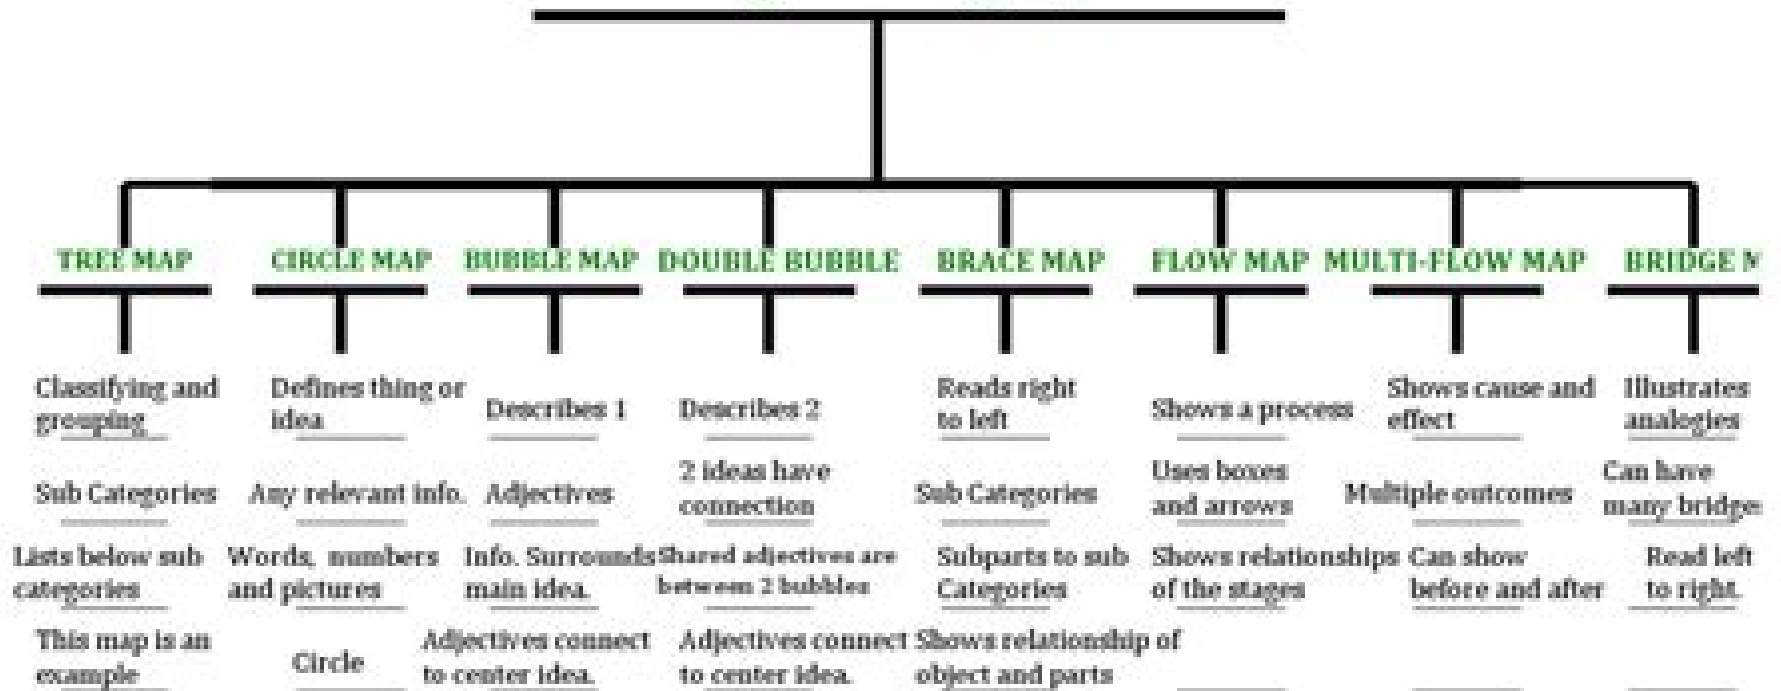 TREE MAP
CIRCLE MAP
BUBBLE MAP
DOUBLE BUBBLE
BRACE MAP
FLOW MAP
MULTI-FLOW MAP
BRIDGE
Classifying and
grouping
Defines thing or
idea
Describes 1
Describes 2
Reads right
to left
Shows a process
Shows cause and
effect
Illustrates
analogies
Sub Categories
Any relevant info.
Adjectives
2 ideas have
connection
Sub Categories
Uses boxes
and arrows
Multiple outcomes
Can have
many bridge
Lists below sub
categories
Words, numbers
and pictures
Info. Surrounds
main idea.
Shared adjectives are
between 2 bubbles
Subparts to sub
Categories
Shows relationships
of the stages
Can show
before and after
Read left
to right.
This map is an
example
Circle
Adjectives connect
to center idea.
Adjectives connect
to center idea.
Shows relationship of
object and parts